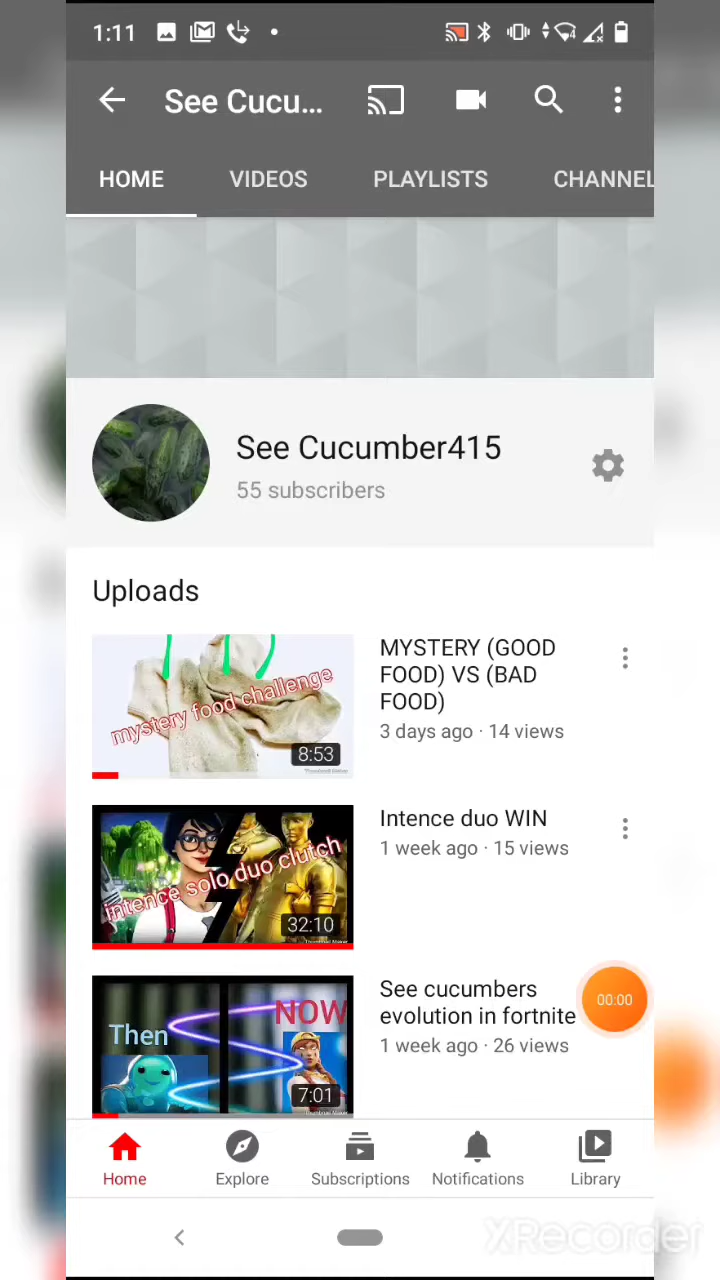 1:11
See Cucu...
HOME VIDEOS PLAYLISTS CHANNEL
See Cucumber415
55 subscribers
Uploads
mystery food challenge
8:53
MYSTERY (GOOD
FOOD) VS (BAD
FOOD)
3 days ago · 14 views
intence solo duo clutch
32:10
Intence duo WIN
1 week ago · 15 views
Then
NOW
7:01
See cucumbers
evolution in fortnite
1 week ago · 26 views
00:00
Home Explore Subscriptions Notifications Library
XRecorder